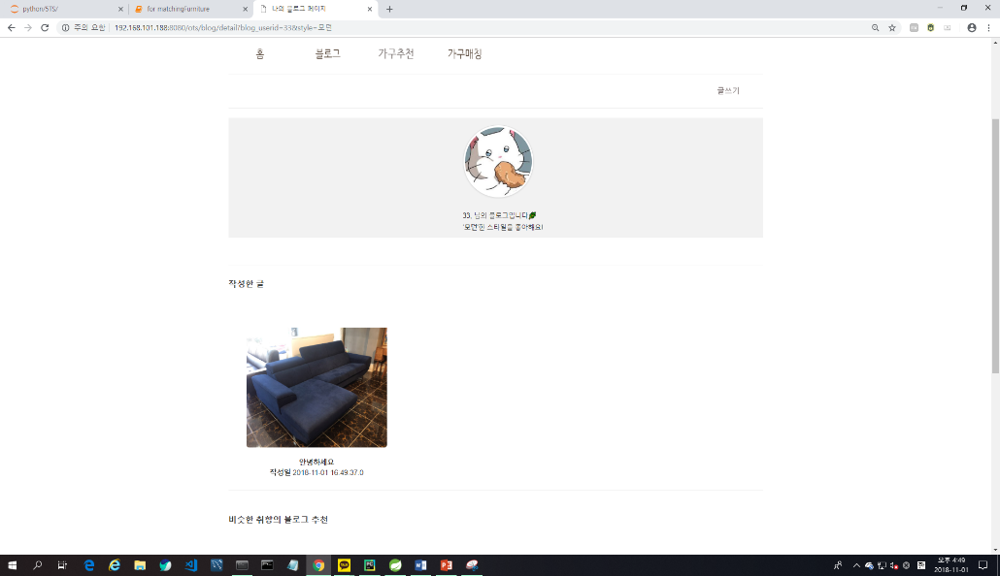 python/STS/
for matchingFurniture
나의 블로그 페이지
주의 요함
192.168.101.188:8080/ots/blog/detail?blog_userid=33&style=모던
홈
블로그
가구추천
가구매칭
글쓰기
33, 님의 블로그입니다
'모던'한 스타일을 좋아해요!
작성한 글
안녕하세요
작성일 2018-11-01 16:49:37.0
비슷한 취향의 블로그 추천
오후 4:49
2018-11-01